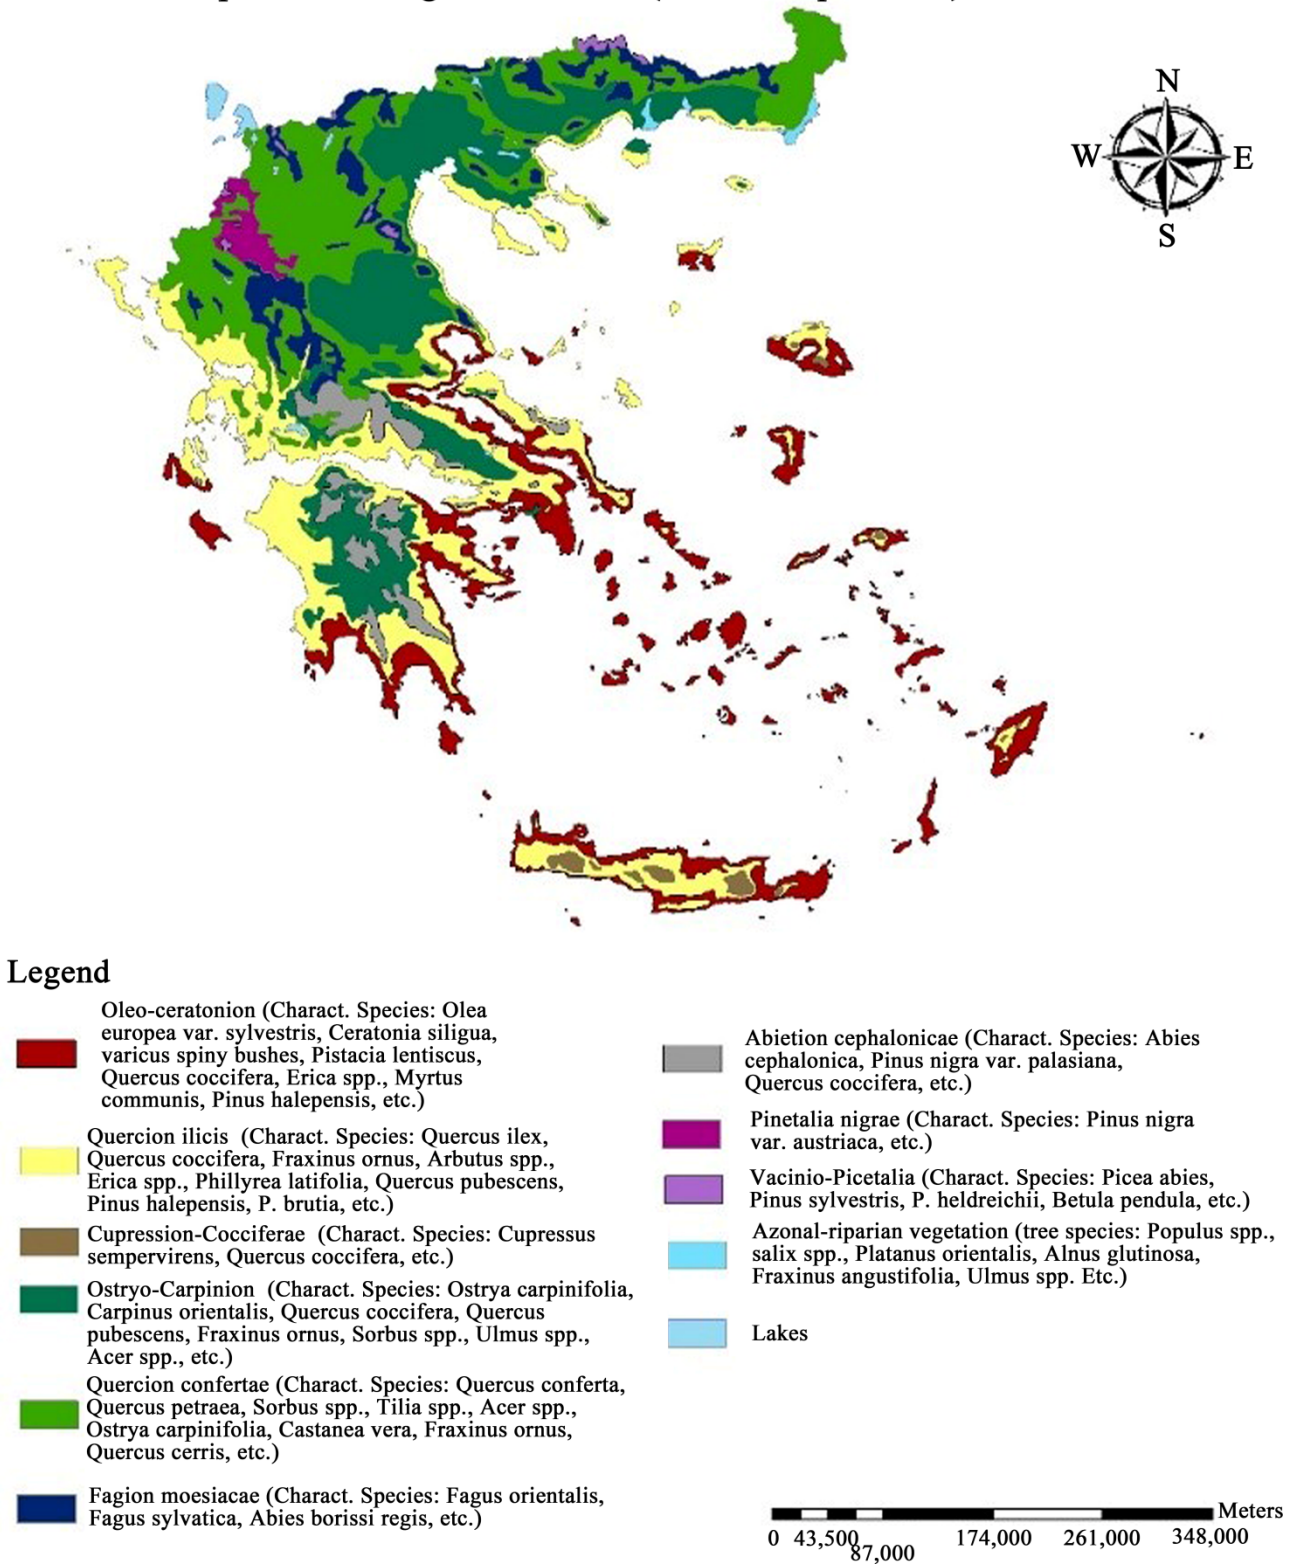 N
W
E
S
Legend
Oleo-ceratonion (Charact. Species: Olea
europea var. sylvestris, Ceratonia siligua,
varicus spiny bushes, Pistacia lentiscus,
Quercus coccifera, Erica spp., Myrtus
communis, Pinus halepensis, etc.)
Quercion ilicis (Charact. Species: Quercus ilex,
Quercus coccifera, Fraxinus ornus, Arbutus spp.,
Erica spp., Phillyrea latifolia, Quercus pubescens,
Pinus halepensis, P. brutia, etc.)
Cupression-Cocciferae (Charact. Species: Cupressus
sempervirens, Quercus coccifera, etc.)
Ostryo-Carpinion (Charact. Species: Ostrya carpinifolia,
Carpinus orientalis, Quercus coccifera, Quercus
pubescens, Fraxinus ornus, Sorbus spp., Ulmus spp.,
Acer spp., etc.)
Quercion confertae (Charact. Species: Quercus conferta,
Quercus petraea, Sorbus spp., Tilia spp., Acer spp.,
Ostrya carpinifolia, Castanea vera, Fraxinus ornus,
Quercus cerris, etc.)
Fagion moesiacae (Charact. Species: Fagus orientalis,
Fagus sylvatica, Abies borissi regis, etc.)
Abietion cephalonicae (Charact. Species: Abies
cephalonica, Pinus nigra var. palasiana,
Quercus coccifera, etc.)
Pinetalia nigrae (Charact. Species: Pinus nigra
var. austriaca, etc.)
Vacinio-Picetalia (Charact. Species: Picea abies,
Pinus sylvestris, P. heldreichii, Betula pendula, etc.)
Azonal-riparian vegetation (tree species: Populus spp.,
salix spp., Platanus orientalis, Alnus glutinosa,
Fraxinus angustifolia, Ulmus spp. Etc.)
Lakes
Meters
0 43,500 174,000 261,000 348,000
87,000